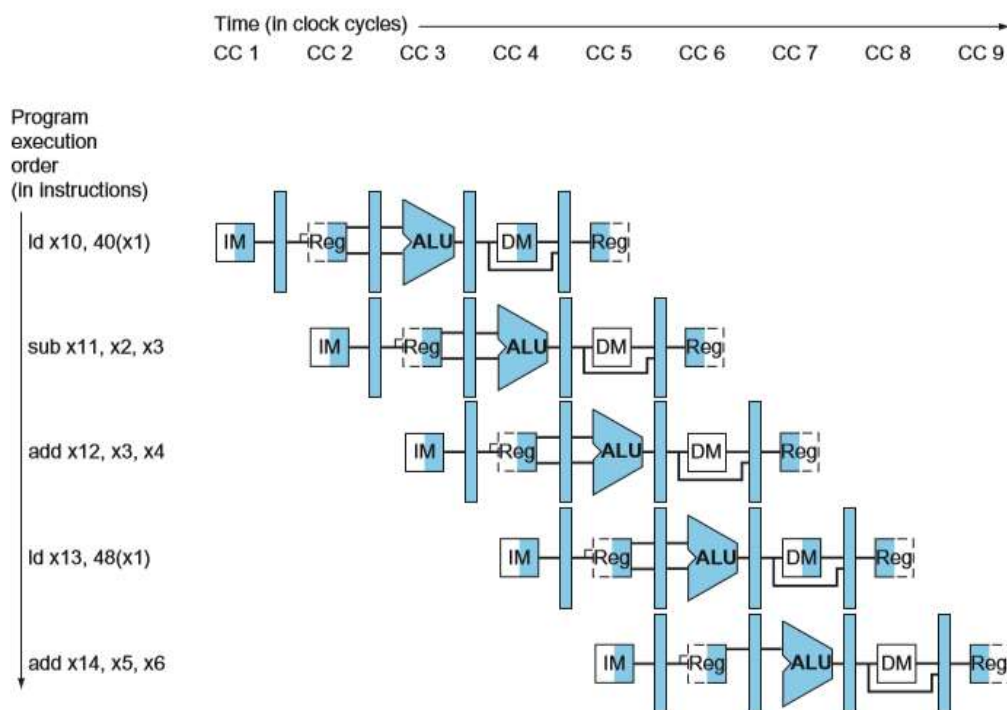 Time (in clock cycles)
CC 1 CC 2 CC 3 CC 4 CC 5 CC 6 CC 7 CC 8 CC 9
Program
execution
order
(in instructions)
ld x10, 40(x1) IM Reg ALU DM Reg
sub x11, x2, x3 IM Reg ALU DM Reg
add x12, x3, x4 IM Reg ALU DM Reg
ld x13, 48(x1) IM Reg ALU DM Reg
add x14, x5, x6 IM Reg ALU DM Reg